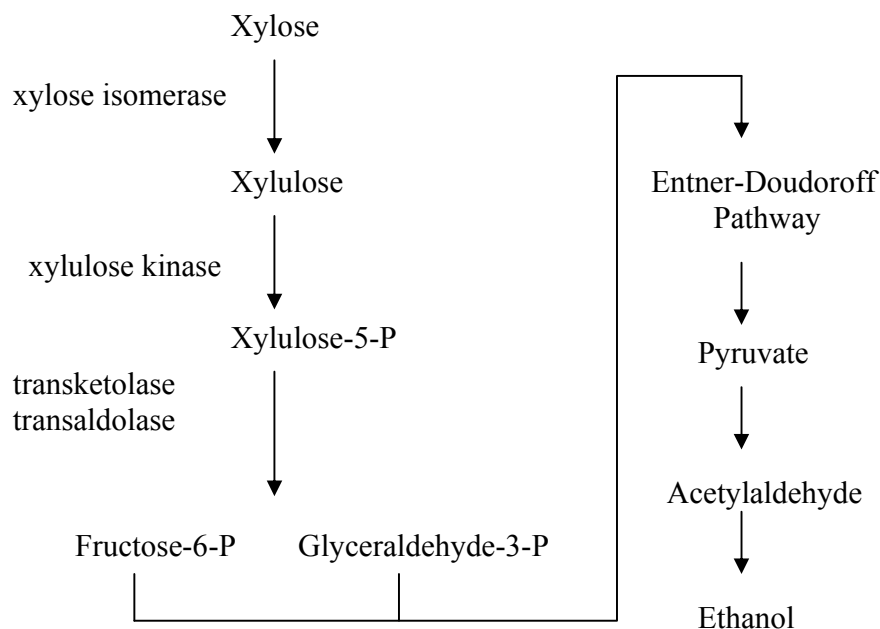 Xylose
xylose isomerase
Xylulose
xylulose kinase
Xylulose-5-P
transketolase
transaldolase
Fructose-6-P
Glyceraldehyde-3-P
Entner-Doudoroff
Pathway
Pyruvate
Acetylaldehyde
Ethanol